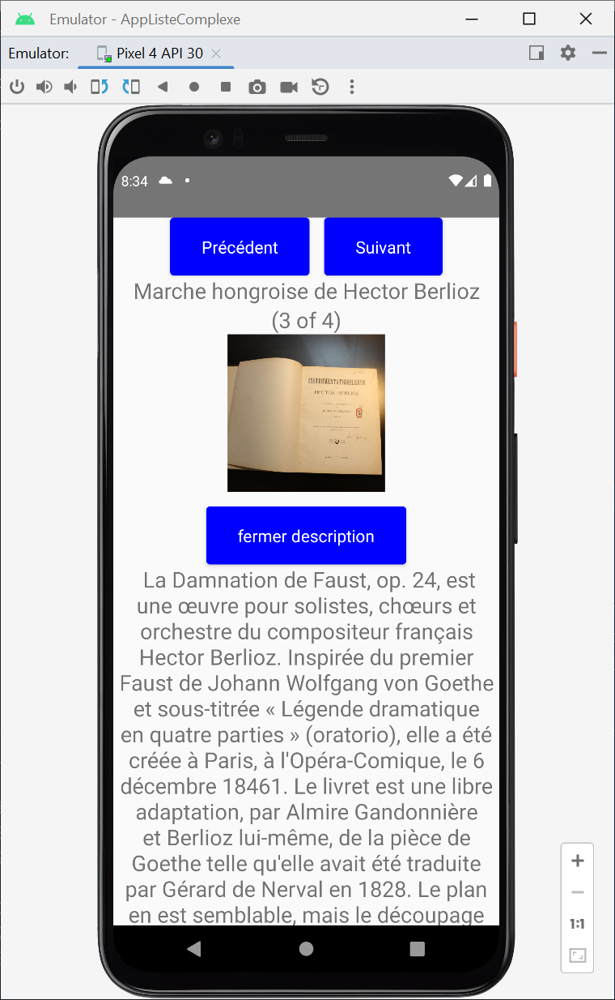 Emulator - AppListeComplexe
Emulator: Pixel 4 API 30
8:34
Précédent Suivant
Marche hongroise de Hector Berlioz
(3 of 4)
INSTRUMENTATIONSLEHRE
HECTOR BERLIOZ
fermer description
La Damnation de Faust, op. 24, est
une œuvre pour solistes, chœurs et
orchestre du compositeur français
Hector Berlioz. Inspirée du premier
Faust de Johann Wolfgang von Goethe
et sous-titrée « Légende dramatique
en quatre parties » (oratorio), elle a été
créée à Paris, à l'Opéra-Comique, le 6
décembre 18461. Le livret est une libre
adaptation, par Almire Gandonnière
et Berlioz lui-même, de la pièce de
Goethe telle qu'elle avait été traduite
par Gérard de Nerval en 1828. Le plan
en est semblable, mais le découpage
1:1